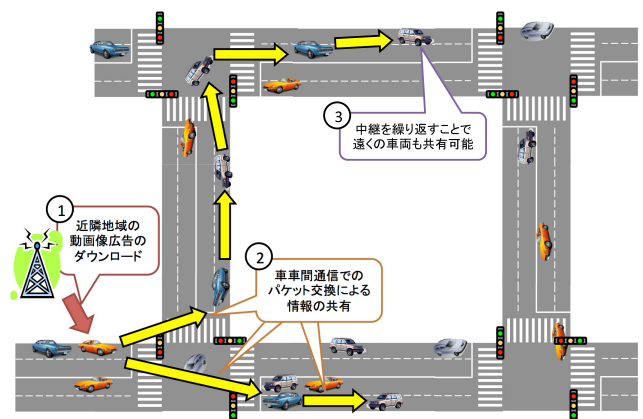 1
近隣地域の
動画像広告の
ダウンロード
2
車車間通信での
パケット交換による
情報の共有
3
中継を繰り返すことで
遠くの車両も共有可能